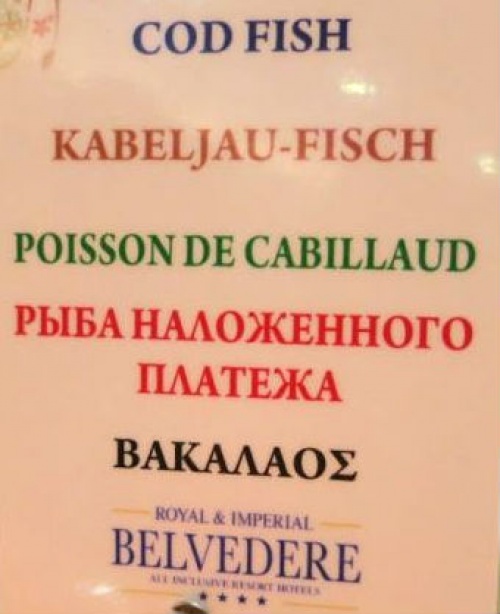 COD FISH
KABELJAU-FISCH
POISSON DE CABILLAUD
РЫБА НАЛОЖЕННОГО
ПЛАТЕЖА
ΒΑΚΑΛΑΟΣ
ROYAL & IMPERIAL
BELVEDERE
ALL INCLUSIVE RESORT HOTELS
★★★★